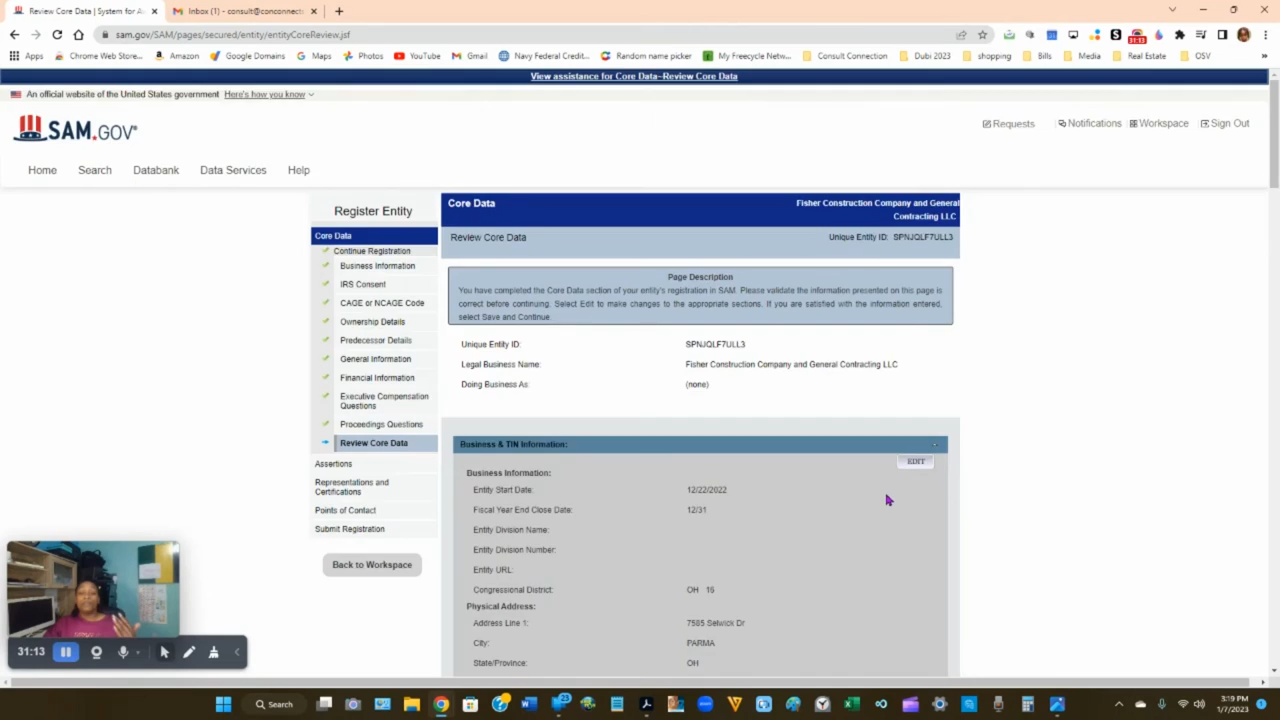 Review Core Data | System for Av
Inbox (1) - consult@conconnects
sam.gov/SAM/pages/secured/entity/entityCoreReview.jsf
31:13
Apps
Chrome Web Store...
Amazon
Google Domains
Maps
Photos
YouTube
Gmail
Navy Federal Credit...
Random name picker
My Freecycle Netw...
Consult Connection
Dubi 2023
shopping
Bills
Media
Real Estate
OSV
View assistance for Core Data~Review Core Data
An official website of the United States government Here's how you know
SAM.GOV®
Requests
Notifications
Workspace
Sign Out
Home
Search
Databank
Data Services
Help
Register Entity
Core Data
Continue Registration
Business Information
IRS Consent
CAGE or NCAGE Code
Ownership Details
Predecessor Details
General Information
Financial Information
Executive Compensation
Questions
Proceedings Questions
Review Core Data
Assertions
Representations and
Certifications
Points of Contact
Submit Registration
Back to Workspace
Core Data
Fisher Construction Company and General
Contracting LLC
Review Core Data
Unique Entity ID: SPNJQLF7ULL3
Page Description
You have completed the Core Data section of your entity's registration in SAM. Please validate the information presented on this page is
correct before continuing. Select Edit to make changes to the appropriate sections. If you are satisfied with the information entered,
select Save and Continue.
Unique Entity ID: SPNJQLF7ULL3
Legal Business Name: Fisher Construction Company and General Contracting LLC
Doing Business As: (none)
Business & TIN Information:
EDIT
Business Information:
Entity Start Date: 12/22/2022
Fiscal Year End Close Date: 12/31
Entity Division Name:
Entity Division Number:
Entity URL:
Congressional District: OH 16
Physical Address:
Address Line 1: 7585 Selwick Dr
City: PARMA
State/Province: OH
31:13
Search
23
3:19 PM
1/7/2023